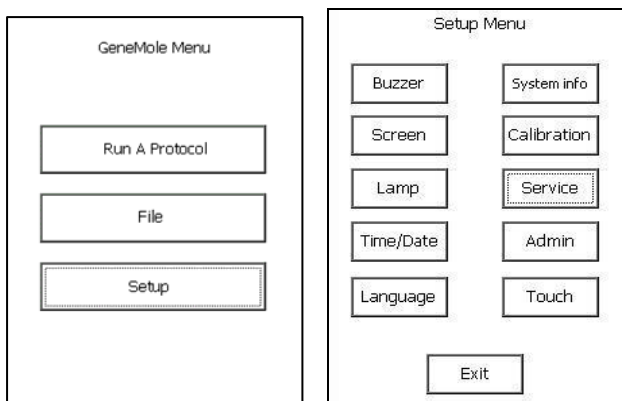 GeneMole Menu
Run A Protocol
File
Setup
Setup Menu
Buzzer
System info
Screen
Calibration
Lamp
Service
Time/Date
Admin
Language
Touch
Exit